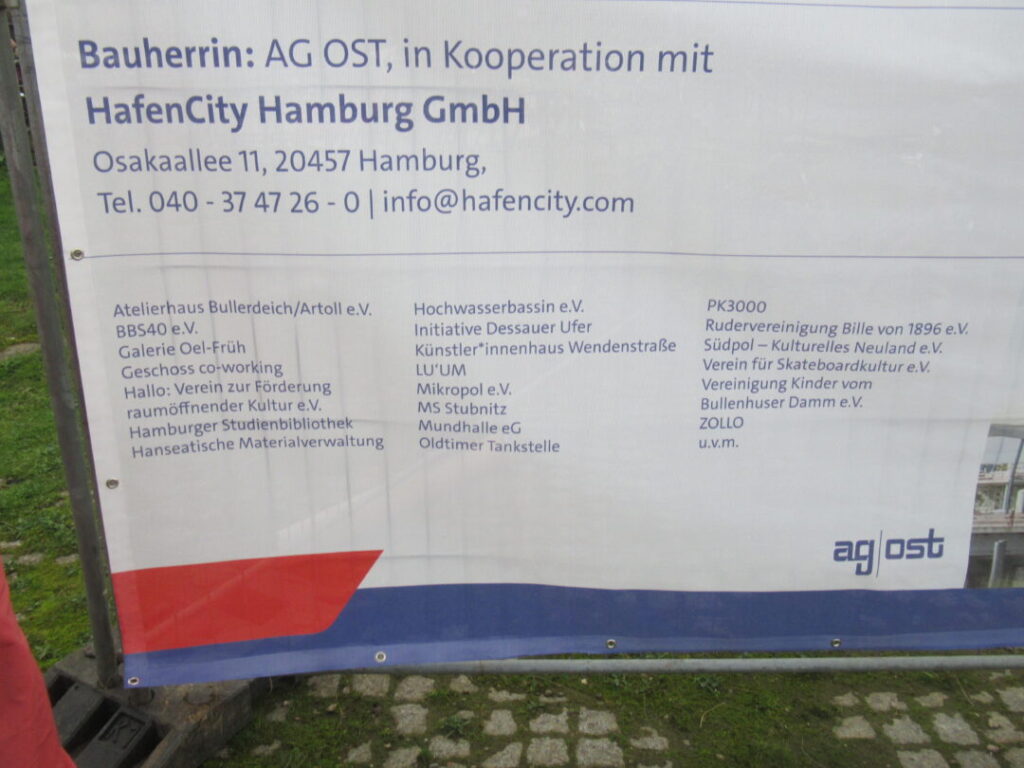 Bauherrin: AG OST, in Kooperation mit
HafenCity Hamburg GmbH
Osakaallee 11, 20457 Hamburg,
Tel. 040 - 37 47 26 - 0 | info@hafencity.com
Atelierhaus Bullerdeich/Artoll e.V.
BBS40 e.V.
Galerie Oel-Früh
Geschoss co-working
Hallo: Verein zur Förderung
raumöffnender Kultur e.V.
Hamburger Studienbibliothek
Hanseatische Materialverwaltung
Hochwasserbassin e.V.
Initiative Dessauer Ufer
Künstler*innenhaus Wendenstraße
LU'UM
Mikropol e.V.
MS Stubnitz
Mundhalle eG
Oldtimer Tankstelle
PK3000
Rudervereinigung Bille von 1896 e.V.
Südpol – Kulturelles Neuland e.V.
Verein für Skateboardkultur e.V.
Vereinigung Kinder vom
Bullenhuser Damm e.V.
ZOLLO
u.v.m.
ag|ost